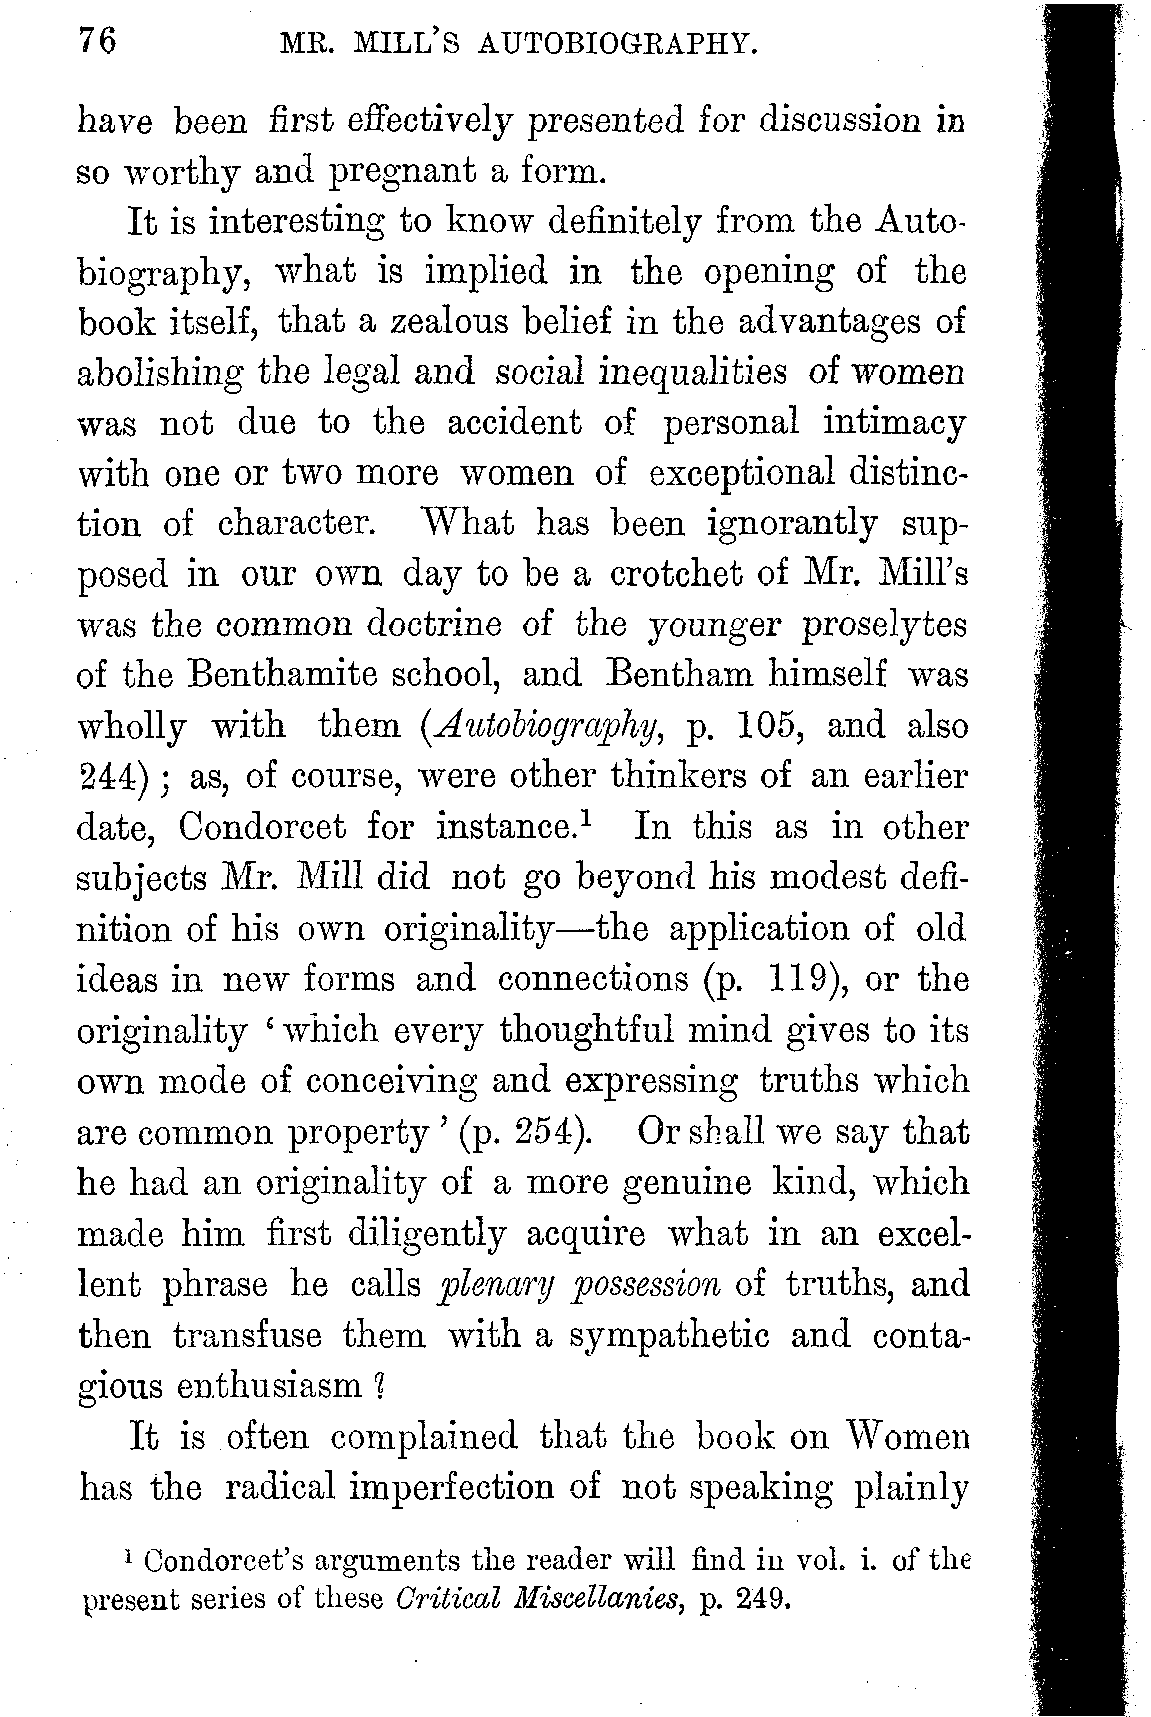 76 MR. MILL'S AUTOBIOGRAPHY.
have been first effectively presented for discussion in
so worthy and pregnant a form.
It is interesting to know definitely from the Auto-
biography, what is implied in the opening of the
book itself, that a zealous belief in the advantages of
abolishing the legal and social inequalities of women
was not due to the accident of personal intimacy
with one or two more women of exceptional distinc-
tion of character. What has been ignorantly sup-
posed in our own day to be a crotchet of Mr. Mill's
was the common doctrine of the younger proselytes
of the Benthamite school, and Bentham himself was
wholly with them (Autobiography, p. 105, and also
244) ; as, of course, were other thinkers of an earlier
date, Condorcet for instance.¹ In this as in other
subjects Mr. Mill did not go beyond his modest defi-
nition of his own originality—the application of old
ideas in new forms and connections (p. 119), or the
originality ‘ which every thoughtful mind gives to its
own mode of conceiving and expressing truths which
are common property ’ (p. 254). Or shall we say that
he had an originality of a more genuine kind, which
made him first diligently acquire what in an excel-
lent phrase he calls plenary possession of truths, and
then transfuse them with a sympathetic and conta-
gious enthusiasm ?
It is often complained that the book on Women
has the radical imperfection of not speaking plainly
¹ Condorcet's arguments the reader will find in vol. i. of the
present series of these Critical Miscellanies, p. 249.